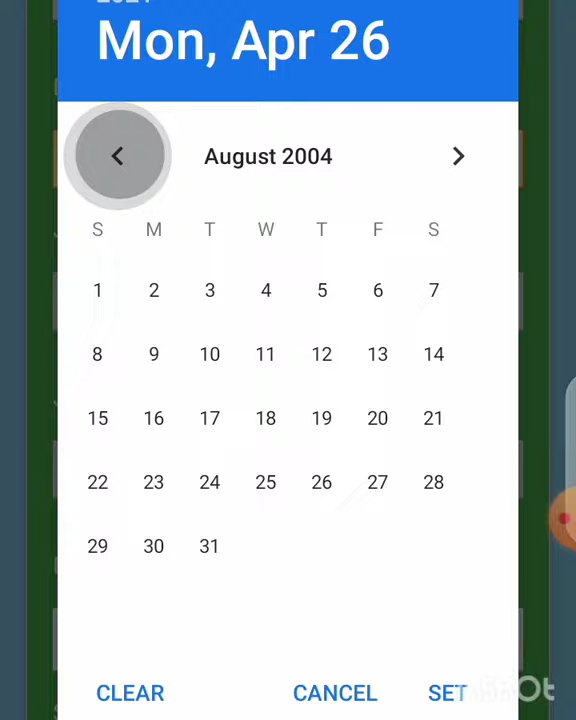 Mon, Apr 26
August 2004
S M T W T F S
1 2 3 4 5 6 7
8 9 10 11 12 13 14
15 16 17 18 19 20 21
22 23 24 25 26 27 28
29 30 31
CLEAR CANCEL SET